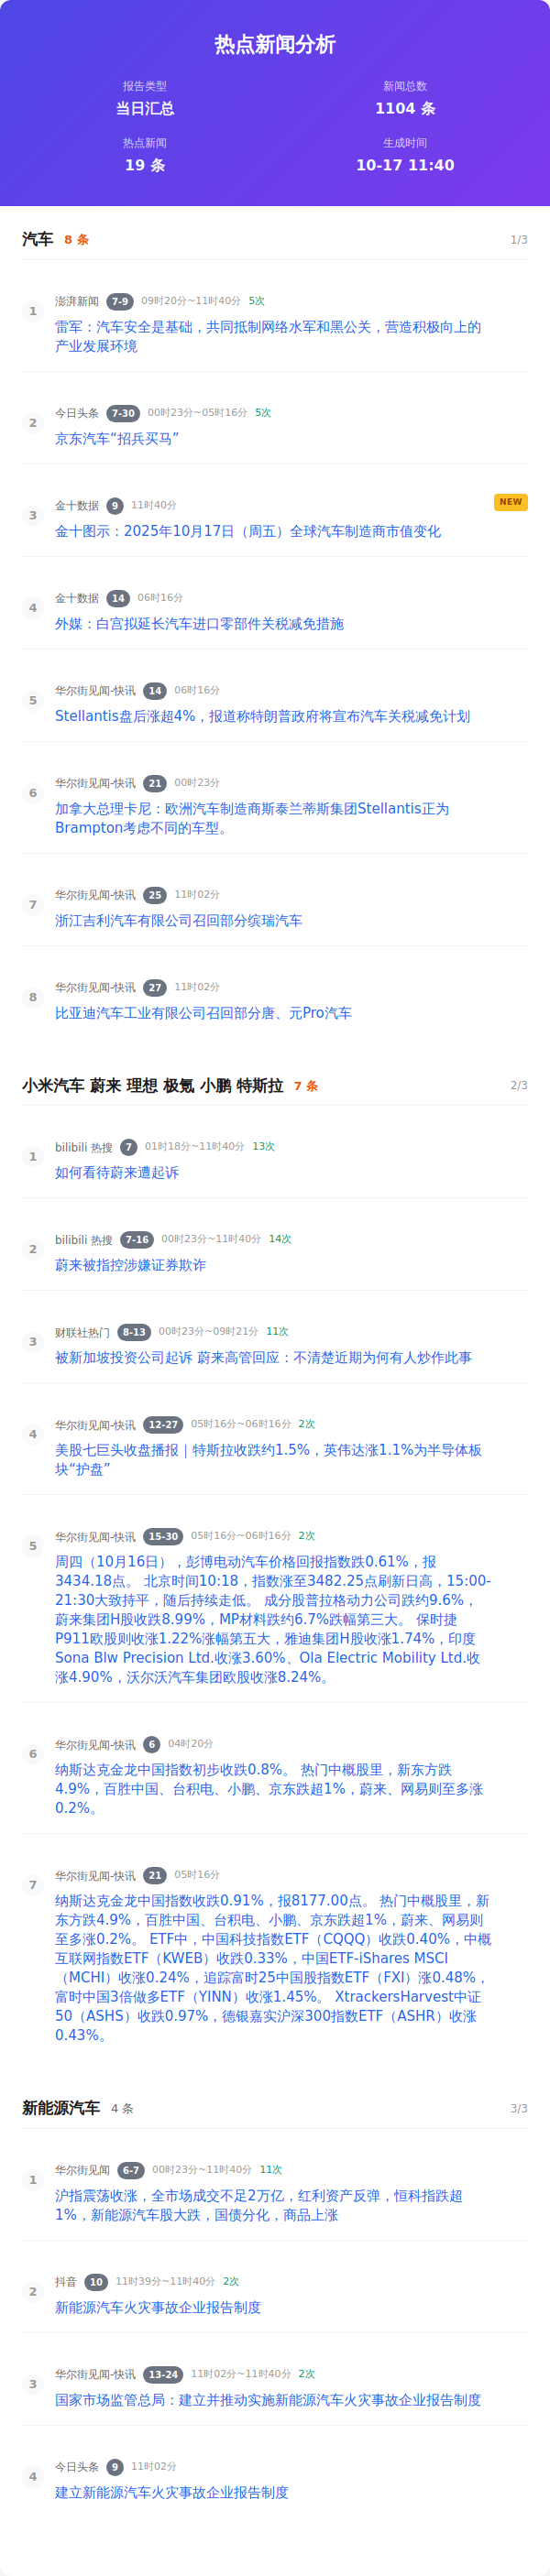 热点新闻分析
报告类型
当日汇总
新闻总数
1104 条
热点新闻
19 条
生成时间
10-17 11:40
汽车 8 条 1/3
1
澎湃新闻 7-9 09时20分~11时40分 5次
雷军：汽车安全是基础，共同抵制网络水军和黑公关，营造积极向上的
产业发展环境
2
今日头条 7-30 00时23分~05时16分 5次
京东汽车“招兵买马”
3
金十数据 9 11时40分 NEW
金十图示：2025年10月17日（周五）全球汽车制造商市值变化
4
金十数据 14 06时16分
外媒：白宫拟延长汽车进口零部件关税减免措施
5
华尔街见闻-快讯 14 06时16分
Stellantis盘后涨超4%，报道称特朗普政府将宣布汽车关税减免计划
6
华尔街见闻-快讯 21 00时23分
加拿大总理卡尼：欧洲汽车制造商斯泰兰蒂斯集团Stellantis正为
Brampton考虑不同的车型。
7
华尔街见闻-快讯 25 11时02分
浙江吉利汽车有限公司召回部分缤瑞汽车
8
华尔街见闻-快讯 27 11时02分
比亚迪汽车工业有限公司召回部分唐、元Pro汽车
小米汽车 蔚来 理想 极氪 小鹏 特斯拉 7 条 2/3
1
bilibili 热搜 7 01时18分~11时40分 13次
如何看待蔚来遭起诉
2
bilibili 热搜 7-16 00时23分~11时40分 14次
蔚来被指控涉嫌证券欺诈
3
财联社热门 8-13 00时23分~09时21分 11次
被新加坡投资公司起诉 蔚来高管回应：不清楚近期为何有人炒作此事
4
华尔街见闻-快讯 12-27 05时16分~06时16分 2次
美股七巨头收盘播报｜特斯拉收跌约1.5%，英伟达涨1.1%为半导体板
块“护盘”
5
华尔街见闻-快讯 15-30 05时16分~06时16分 2次
周四（10月16日），彭博电动汽车价格回报指数跌0.61%，报
3434.18点。 北京时间10:18，指数涨至3482.25点刷新日高，15:00-
21:30大致持平，随后持续走低。 成分股普拉格动力公司跌约9.6%，
蔚来集团H股收跌8.99%，MP材料跌约6.7%跌幅第三大。 保时捷
P911欧股则收涨1.22%涨幅第五大，雅迪集团H股收涨1.74%，印度
Sona Blw Precision Ltd.收涨3.60%、Ola Electric Mobility Ltd.收
涨4.90%，沃尔沃汽车集团欧股收涨8.24%。
6
华尔街见闻-快讯 6 04时20分
纳斯达克金龙中国指数初步收跌0.8%。 热门中概股里，新东方跌
4.9%，百胜中国、台积电、小鹏、京东跌超1%，蔚来、网易则至多涨
0.2%。
7
华尔街见闻-快讯 21 05时16分
纳斯达克金龙中国指数收跌0.91%，报8177.00点。 热门中概股里，新
东方跌4.9%，百胜中国、台积电、小鹏、京东跌超1%，蔚来、网易则
至多涨0.2%。 ETF中，中国科技指数ETF（CQQQ）收跌0.40%，中概
互联网指数ETF（KWEB）收跌0.33%，中国ETF-iShares MSCI
（MCHI）收涨0.24%，追踪富时25中国股指数ETF（FXI）涨0.48%，
富时中国3倍做多ETF（YINN）收涨1.45%。 XtrackersHarvest中证
50（ASHS）收跌0.97%，德银嘉实沪深300指数ETF（ASHR）收涨
0.43%。
新能源汽车 4 条 3/3
1
华尔街见闻 6-7 00时23分~11时40分 11次
沪指震荡收涨，全市场成交不足2万亿，红利资产反弹，恒科指跌超
1%，新能源汽车股大跌，国债分化，商品上涨
2
抖音 10 11时39分~11时40分 2次
新能源汽车火灾事故企业报告制度
3
华尔街见闻-快讯 13-24 11时02分~11时40分 2次
国家市场监管总局：建立并推动实施新能源汽车火灾事故企业报告制度
4
今日头条 9 11时02分
建立新能源汽车火灾事故企业报告制度